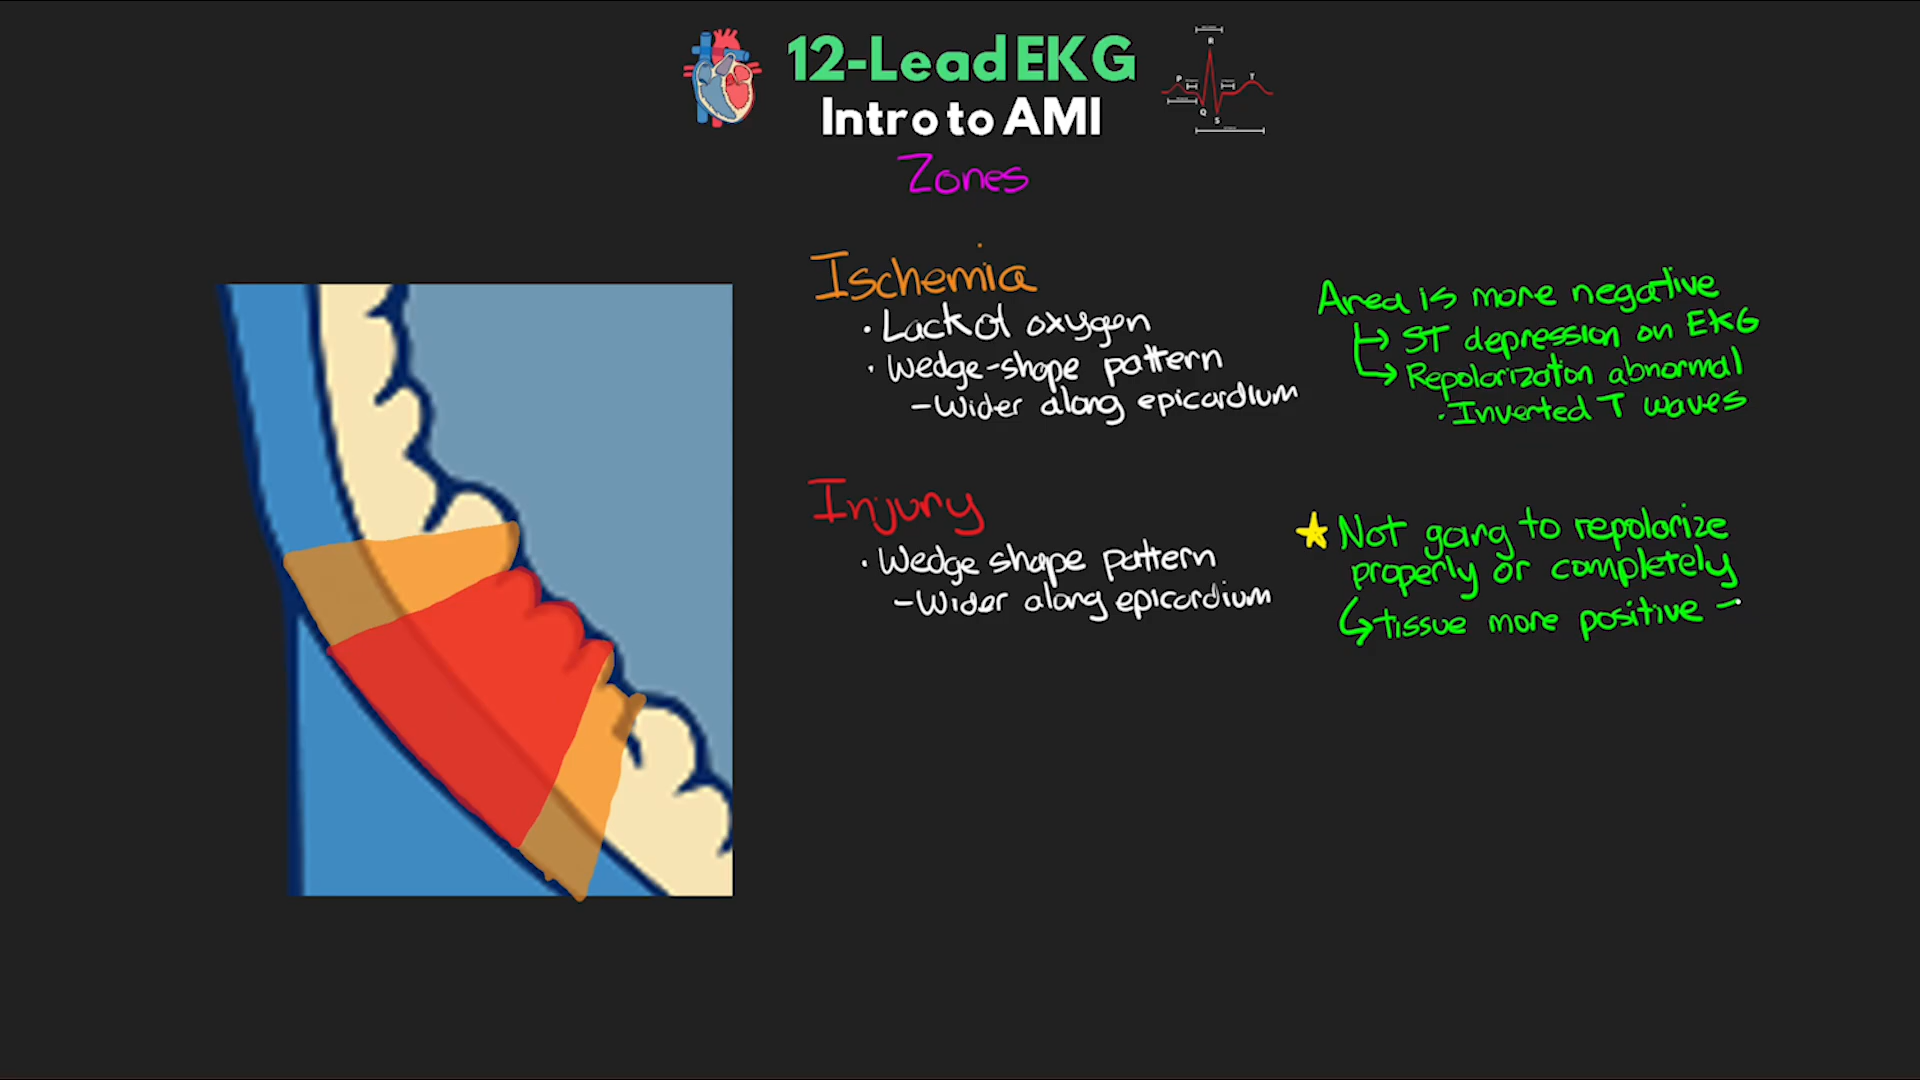 12-Lead EKG
Intro to AMI
Zones
R
P
T
Q
S
Ischemia
· Lack of oxygen
· Wedge-shape pattern
- Wider along epicardium
Area is more negative
↳ ST depression on EKG
↳ Repolarization abnormal
· Inverted T waves
Injury
· Wedge shape pattern
- Wider along epicardium
★ Not going to repolarize
properly or completely
↳ tissue more positive -